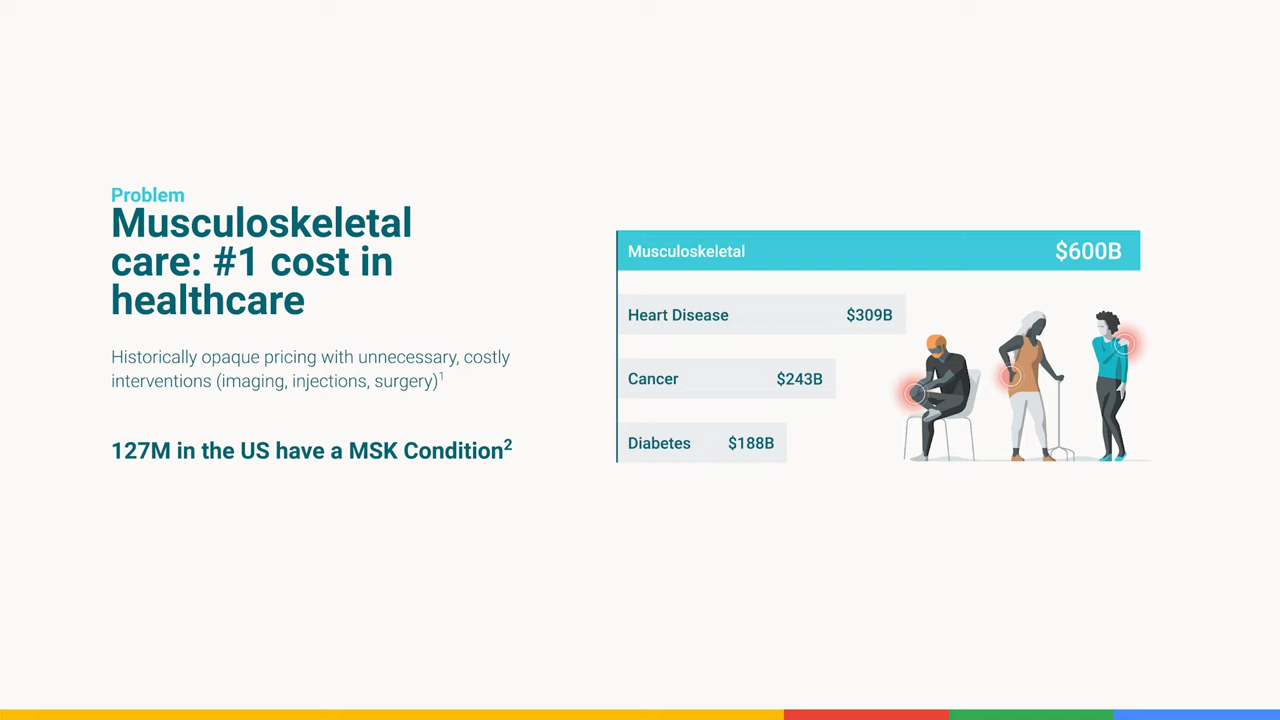 Problem
Musculoskeletal
care: #1 cost in
healthcare
Historically opaque pricing with unnecessary, costly
interventions (imaging, injections, surgery)¹
127M in the US have a MSK Condition²
Musculoskeletal $600B
Heart Disease $309B
Cancer $243B
Diabetes $188B